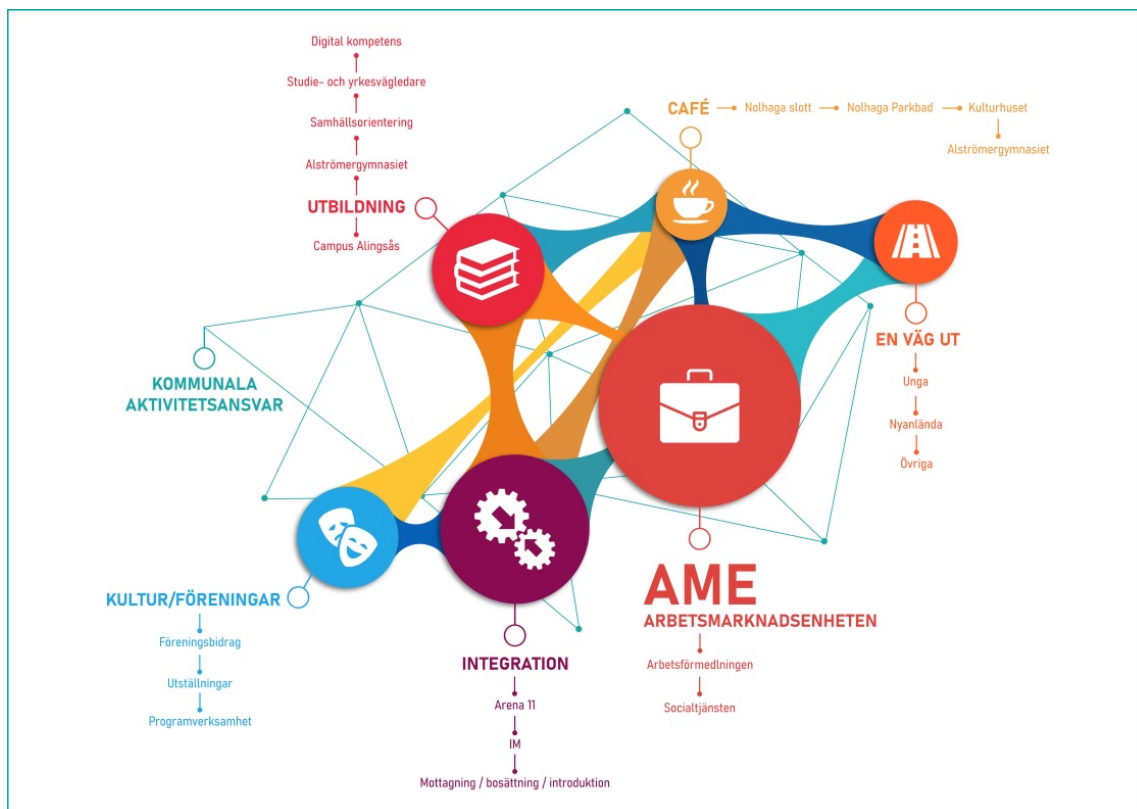 Digital kompetens
Studie- och yrkesvägledare
Samhällsorientering
Alströmergymnasiet
UTBILDNING
Campus Alingsås
CAFÉ
Nolhaga slott
Nolhaga Parkbad
Kulturhuset
Alströmergymnasiet
EN VÄG UT
Unga
Nyanlända
Övriga
KOMMUNALA
AKTIVITETSANSVAR
KULTUR/FÖRENINGAR
Föreningsbidrag
Utställningar
Programverksamhet
INTEGRATION
Arena 11
IM
Mottagning / bosättning / introduktion
AME
ARBETSMARKNADSENHETEN
Arbetsförmedlningen
Socialtjänsten